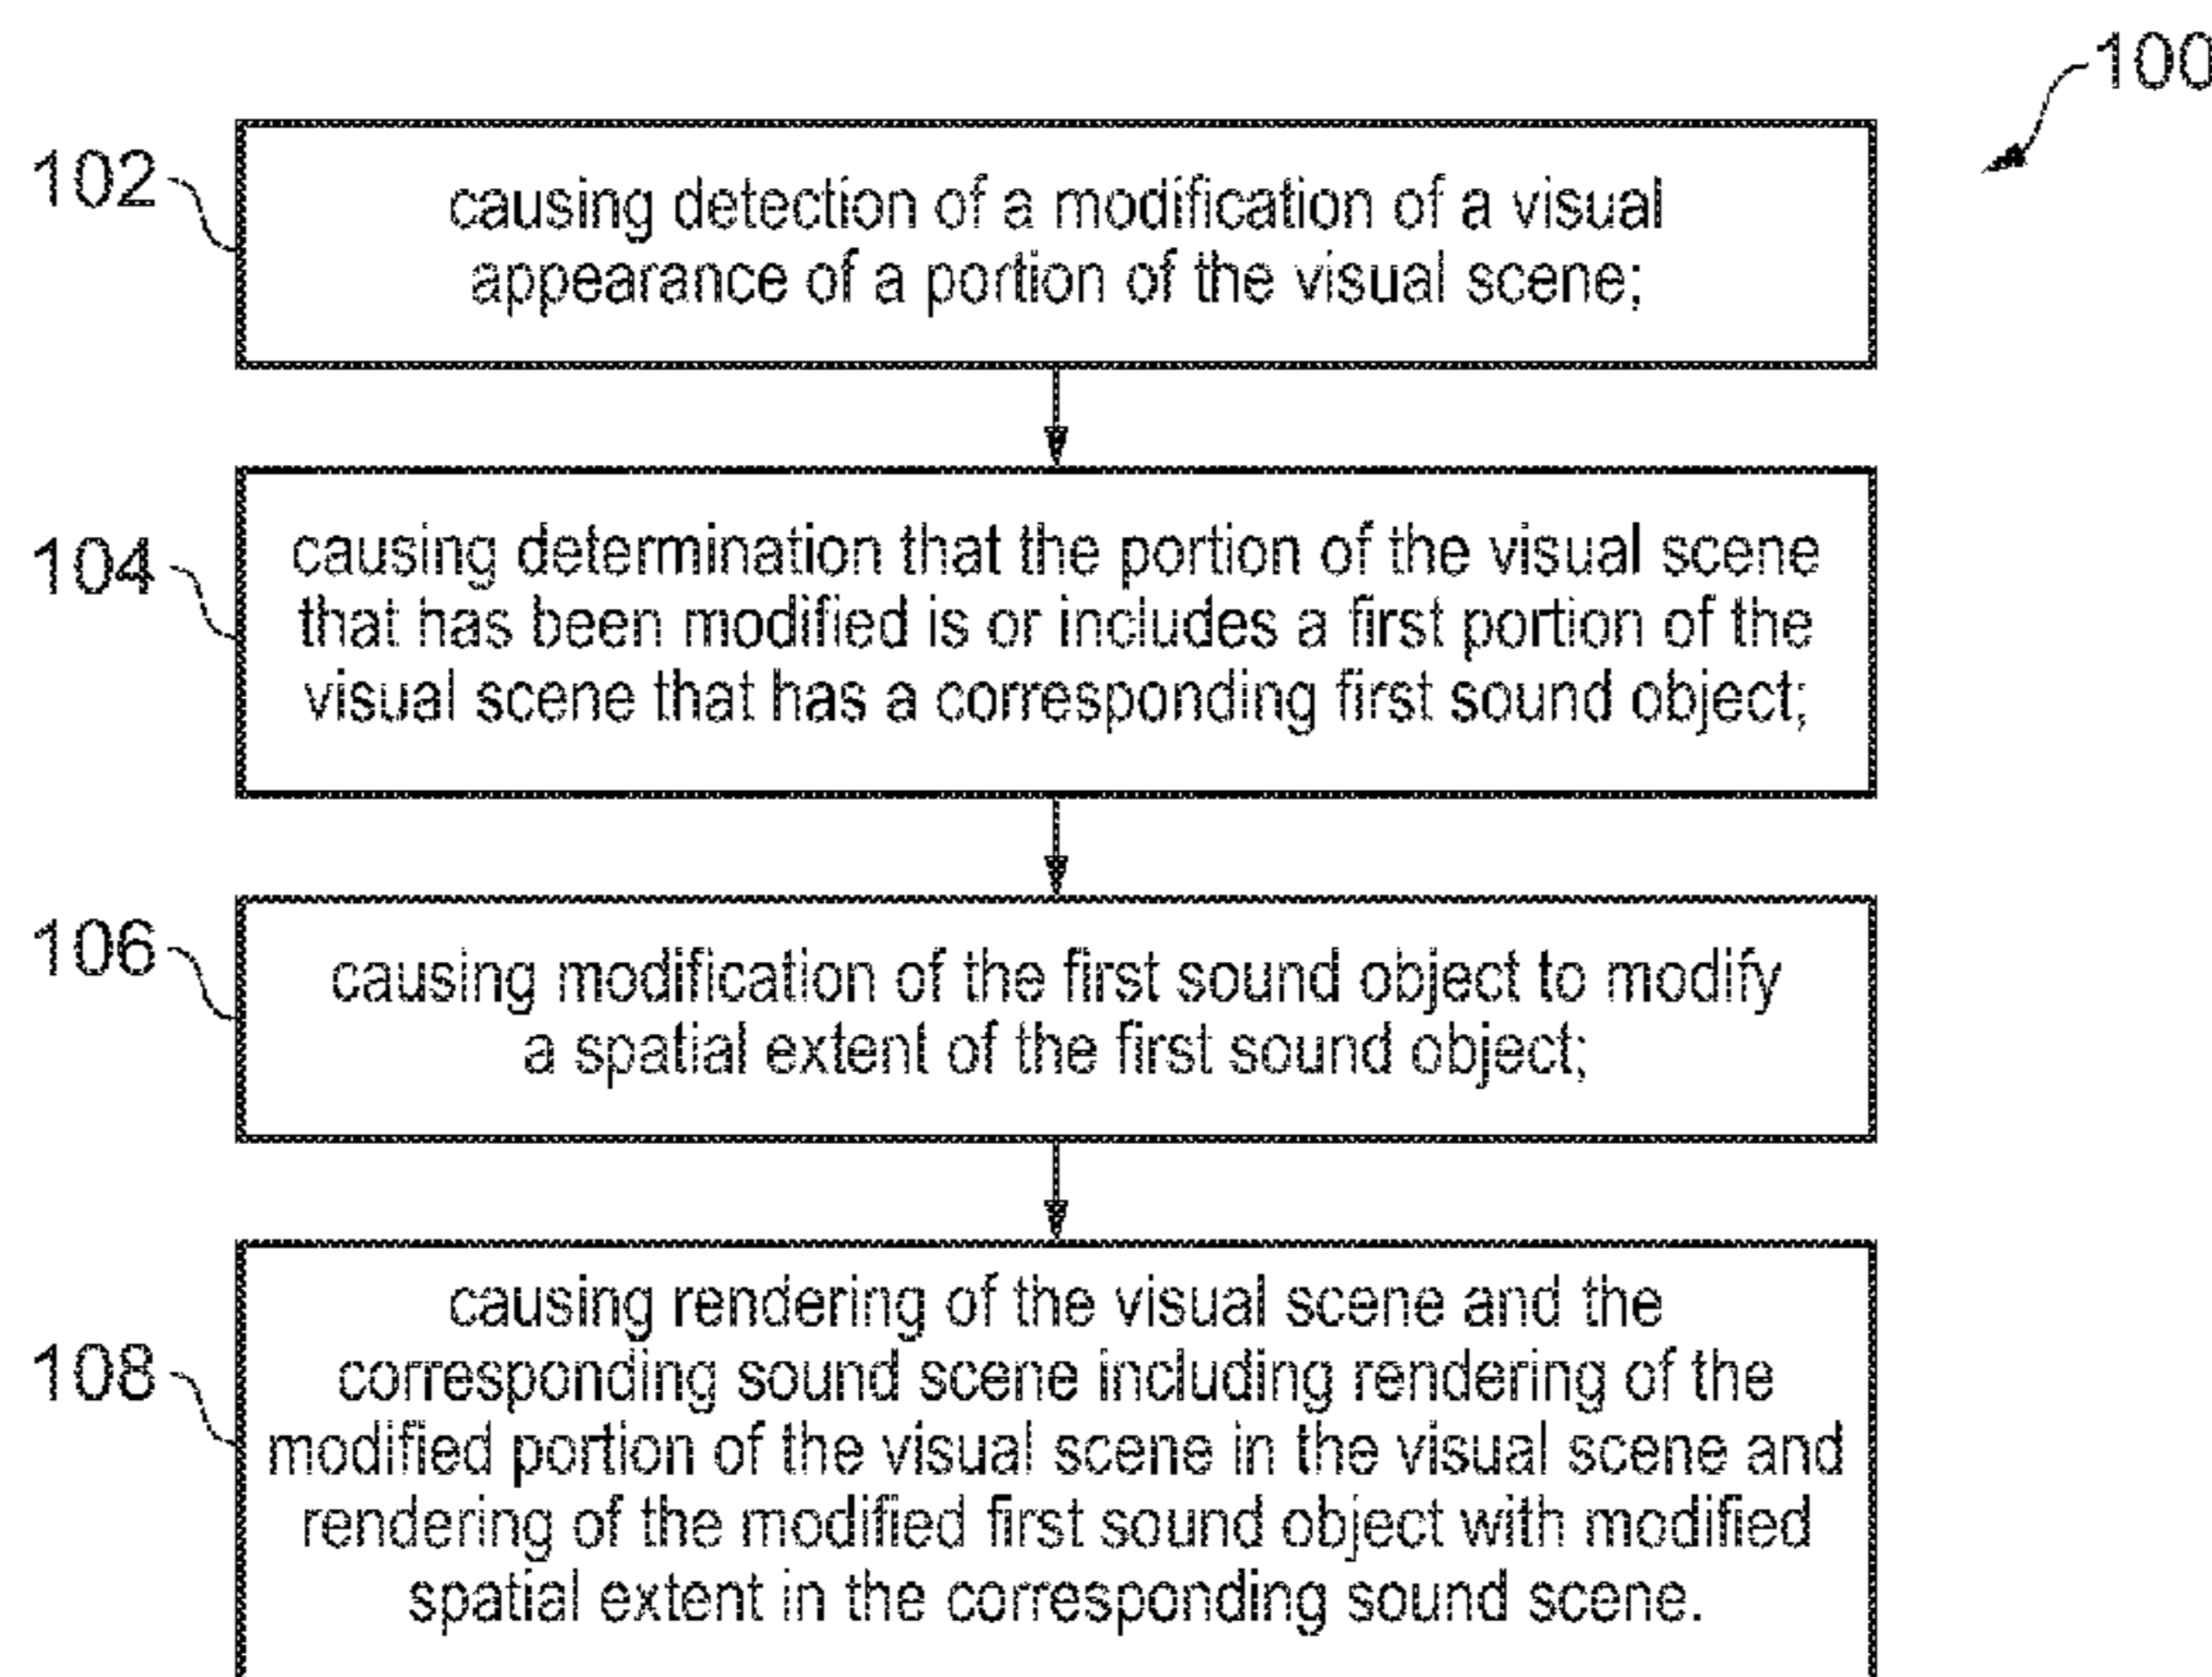 100
102
causing detection of a modification of a visual
appearance of a portion of the visual scene;
104
causing determination that the portion of the visual scene
that has been modified is or includes a first portion of the
visual scene that has a corresponding first sound object;
106
causing modification of the first sound object to modify
a spatial extent of the first sound object;
108
causing rendering of the visual scene and the
corresponding sound scene including rendering of the
modified portion of the visual scene in the visual scene and
rendering of the modified first sound object with modified
spatial extent in the corresponding sound scene.